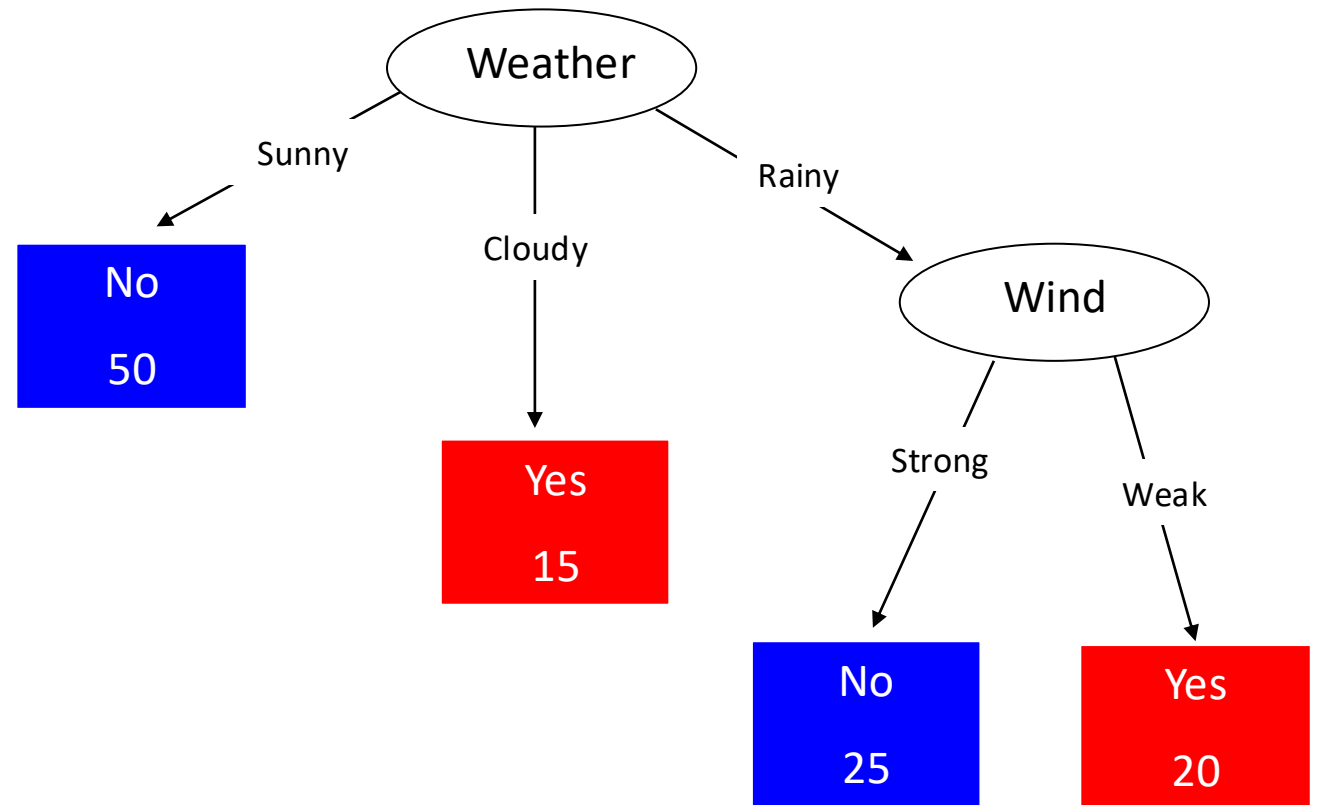 Weather
Sunny
Cloudy
Rainy
No
50
Yes
15
Wind
Strong
Weak
No
25
Yes
20